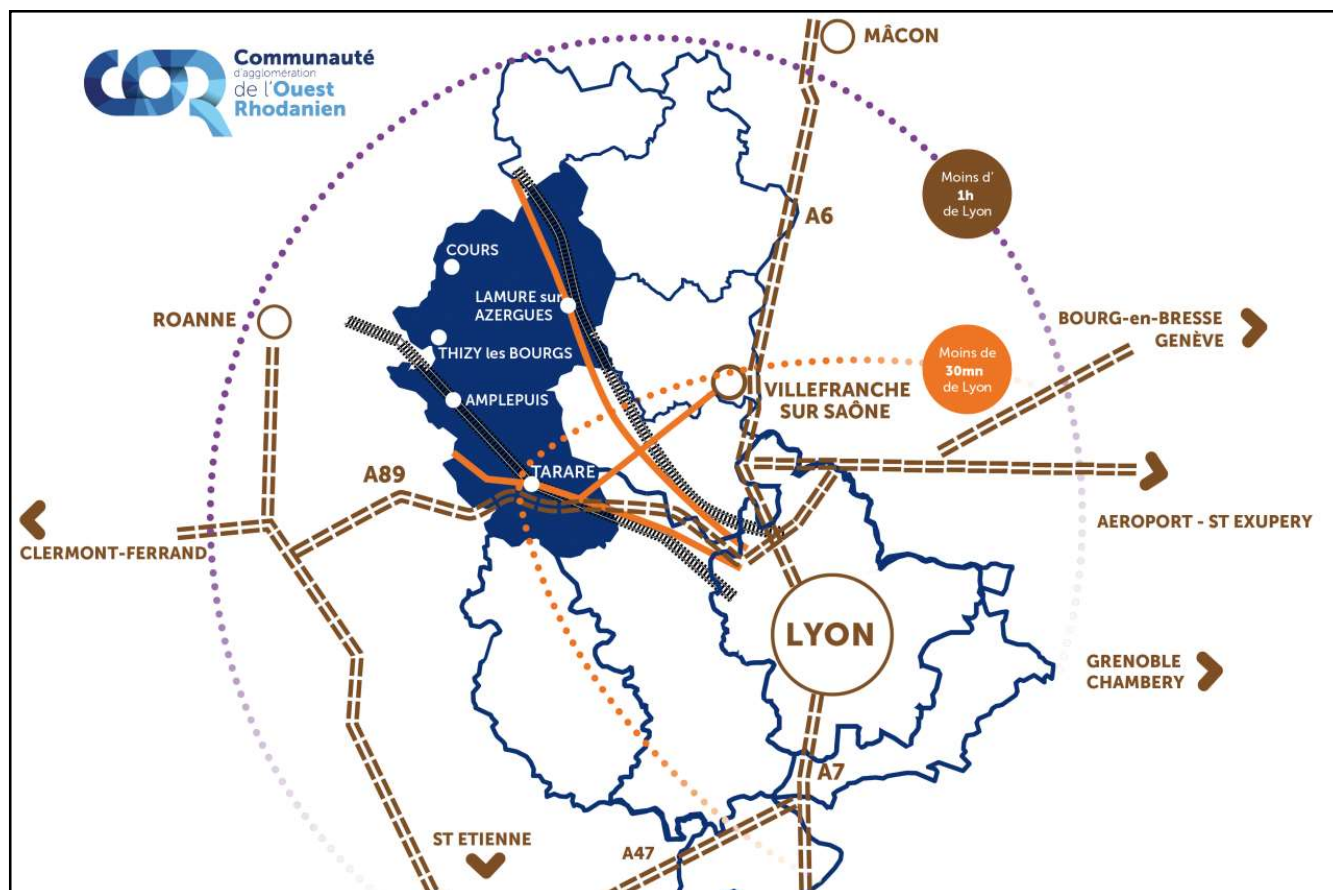 COR
Communauté
d'agglomération
de l'Ouest
Rhodanien
MÂCON
Moins d'
1h
de Lyon
A6
COURS
LAMURE sur
AZERGUES
ROANNE
BOURG-en-BRESSE
GENÈVE
THIZY les BOURGS
Moins de
30mn
de Lyon
VILLEFRANCHE
SUR SAÔNE
AMPLEPUIS
TARARE
A89
AEROPORT - ST EXUPERY
CLERMONT-FERRAND
LYON
GRENOBLE
CHAMBERY
A7
ST ETIENNE
A47